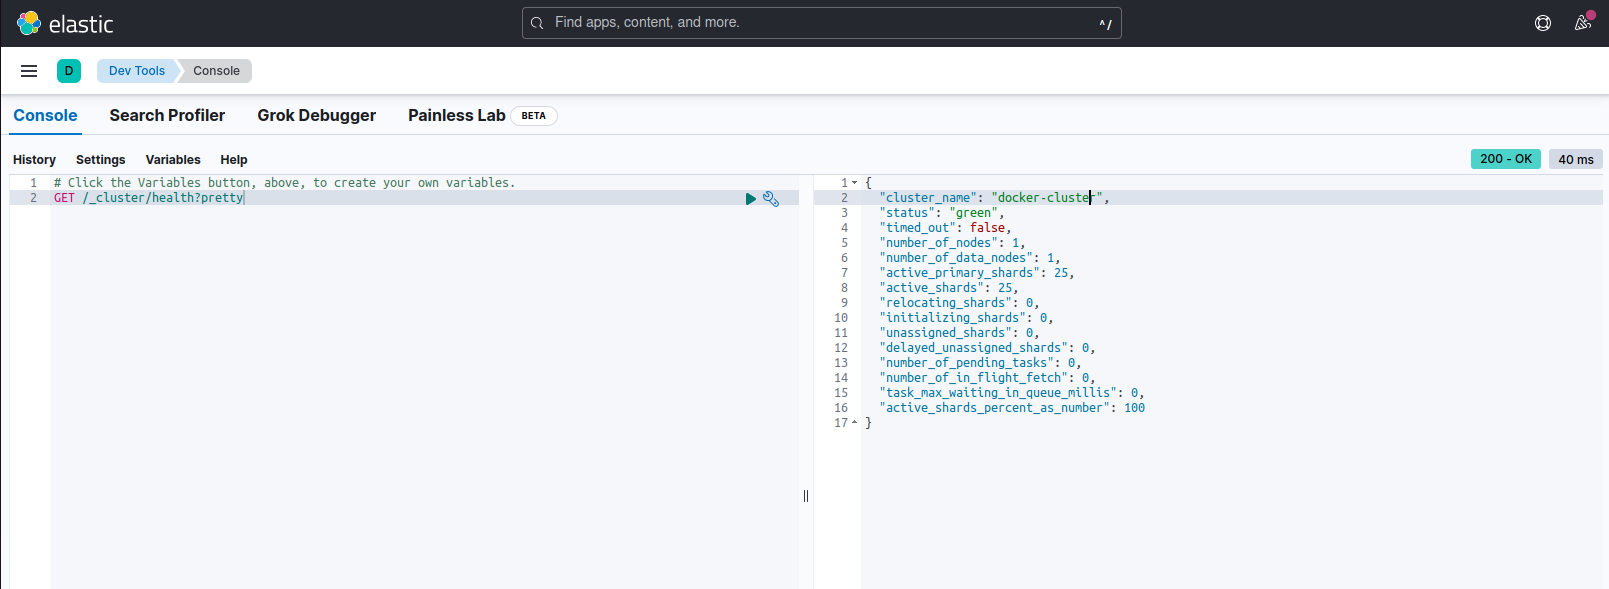 elastic
Find apps, content, and more.
^/
D
Dev Tools
Console
Console
Search Profiler
Grok Debugger
Painless Lab
BETA
History
Settings
Variables
Help
200 - OK
40 ms
1 # Click the Variables button, above, to create your own variables.
2 GET /_cluster/health?pretty
1 {
2 "cluster_name": "docker-cluster",
3 "status": "green",
4 "timed_out": false,
5 "number_of_nodes": 1,
6 "number_of_data_nodes": 1,
7 "active_primary_shards": 25,
8 "active_shards": 25,
9 "relocating_shards": 0,
10 "initializing_shards": 0,
11 "unassigned_shards": 0,
12 "delayed_unassigned_shards": 0,
13 "number_of_pending_tasks": 0,
14 "number_of_in_flight_fetch": 0,
15 "task_max_waiting_in_queue_millis": 0,
16 "active_shards_percent_as_number": 100
17 }